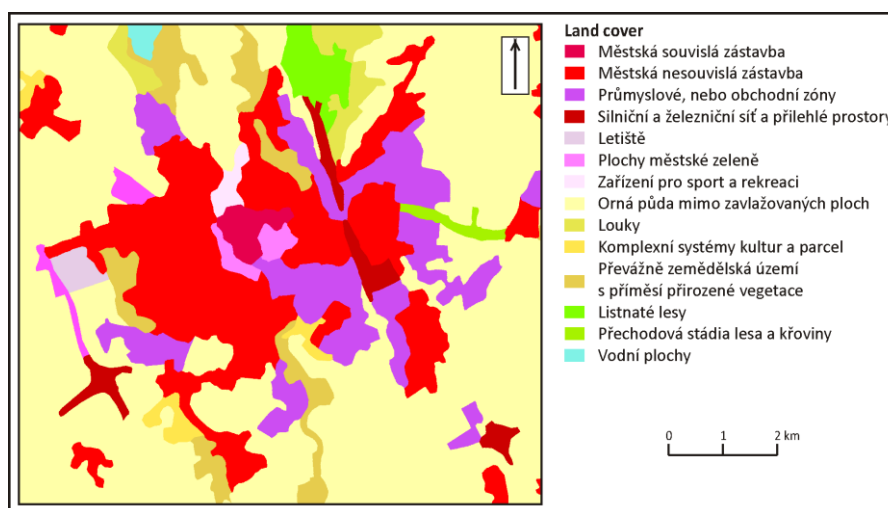 Land cover
Městská souvislá zástavba
Městská nesouvislá zástavba
Průmyslové, nebo obchodní zóny
Silniční a železniční síť a přilehlé prostory
Letiště
Plochy městské zeleně
Zařízení pro sport a rekreaci
Orná půda mimo zavlažovaných ploch
Louky
Komplexní systémy kultur a parcel
Převážně zemědělská území
s příměsí přirozené vegetace
Listnaté lesy
Přechodová stádia lesa a křoviny
Vodní plochy
0 1 2 km